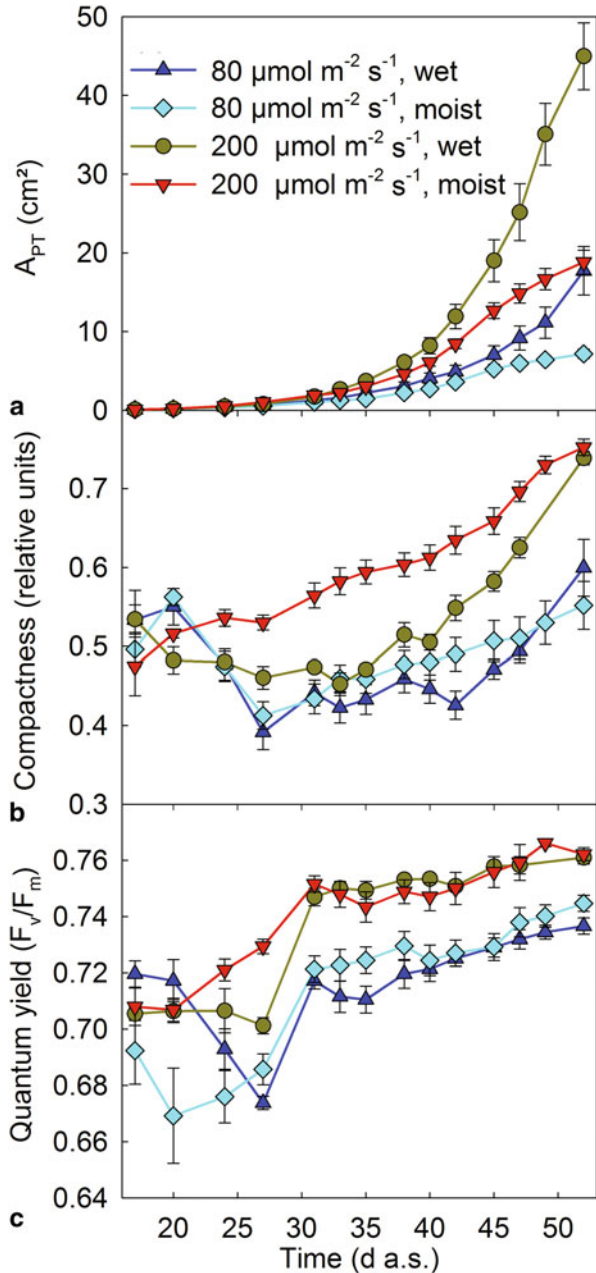 50
40
30
20
10
0
A_PT (cm²)
80 µmol m⁻² s⁻¹, wet
80 µmol m⁻² s⁻¹, moist
200 µmol m⁻² s⁻¹, wet
200 µmol m⁻² s⁻¹, moist
a
0.7
0.6
0.5
0.4
0.3
Compactness (relative units)
b
0.76
0.74
0.72
0.70
0.68
0.66
0.64
Quantum yield (F_v/F_m)
c
20 25 30 35 40 45 50
Time (d a.s.)